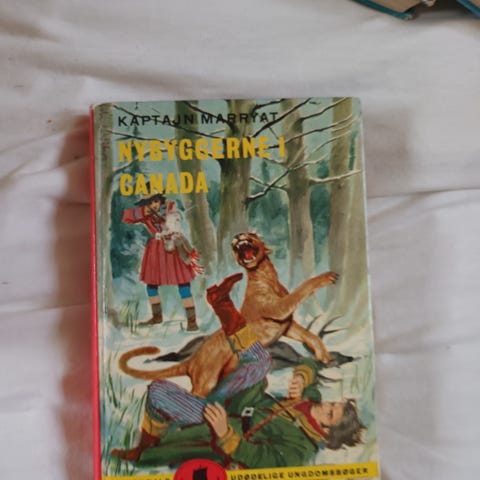 KAPTAJN MARRYAT
NYBYGGERNE I
CANADA
UDØDELIGE UNGDOMSBØGER